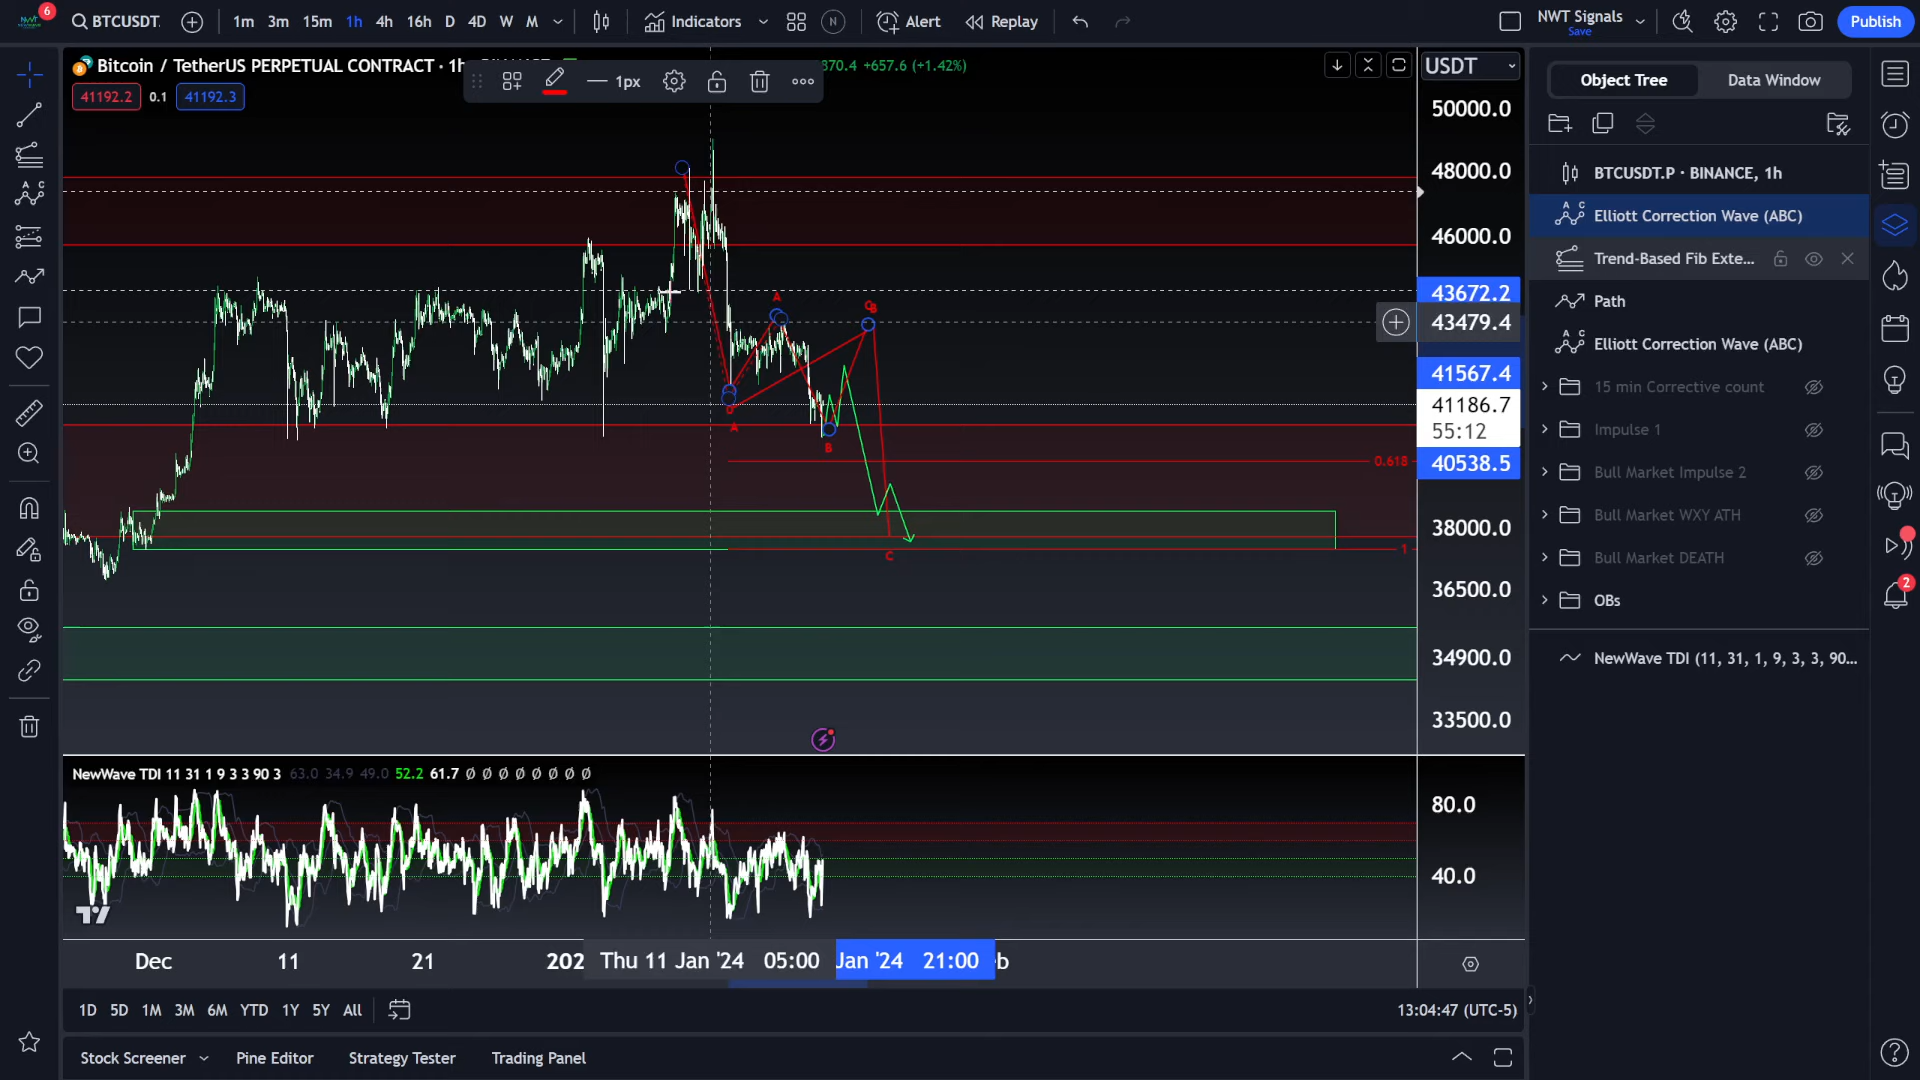 6
BTCUSDT.
1m 3m 15m 1h 4h 16h D 4D W M
Indicators
N
Alert
Replay
NWT Signals
Save
Publish
Bitcoin / TetherUS PERPETUAL CONTRACT · 1h
370.4 +657.6 (+1.42%)
41192.2 0.1 41192.3
1px
USDT
50000.0
48000.0
46000.0
43672.2
43479.4
41567.4
41186.7
55:12
40538.5
38000.0
36500.0
34900.0
33500.0
A
B
A
B
0.618
C
1
NewWave TDI 11 31 1 9 3 3 90 3 63.0 34.9 49.0 52.2 61.7 Ø Ø Ø Ø Ø Ø Ø Ø
80.0
40.0
Dec 11 21 202 Thu 11 Jan '24 05:00 Jan '24 21:00 eb
1D 5D 1M 3M 6M YTD 1Y 5Y All
13:04:47 (UTC-5)
Stock Screener Pine Editor Strategy Tester Trading Panel
Object Tree Data Window
BTCUSDT.P · BINANCE, 1h
Elliott Correction Wave (ABC)
Trend-Based Fib Exte...
Path
Elliott Correction Wave (ABC)
15 min Corrective count
Impulse 1
Bull Market Impulse 2
Bull Market WXY ATH
Bull Market DEATH
OBs
NewWave TDI (11, 31, 1, 9, 3, 3, 90...
2